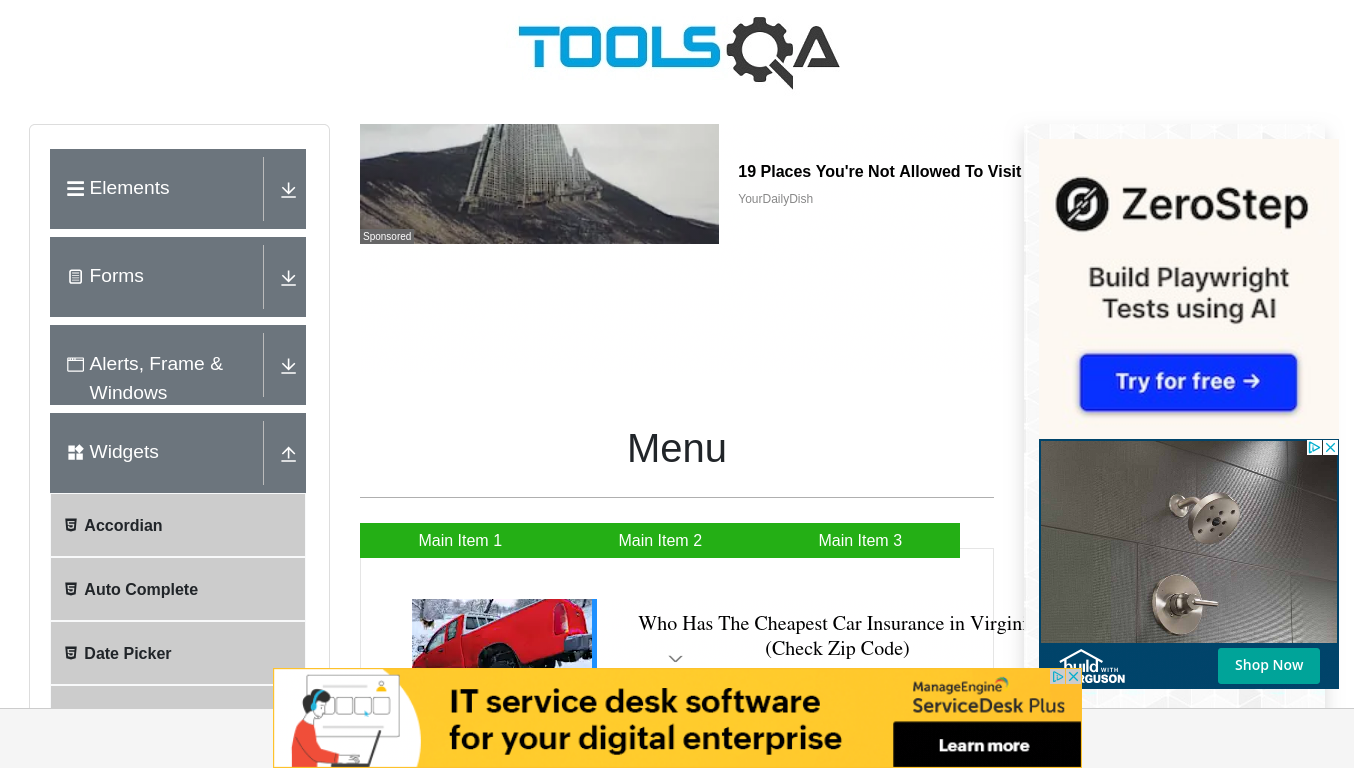 TOOLSQA
Elements
Forms
Alerts, Frame &
Windows
Widgets
Accordian
Auto Complete
Date Picker
Sponsored
19 Places You're Not Allowed To Visit
YourDailyDish
Menu
Main Item 1
Main Item 2
Main Item 3
Who Has The Cheapest Car Insurance in Virgin
(Check Zip Code)
ZeroStep
Build Playwright
Tests using AI
Try for free →
build WITH
Shop Now
IT service desk software
for your digital enterprise
ManageEngine
ServiceDesk Plus
Learn more